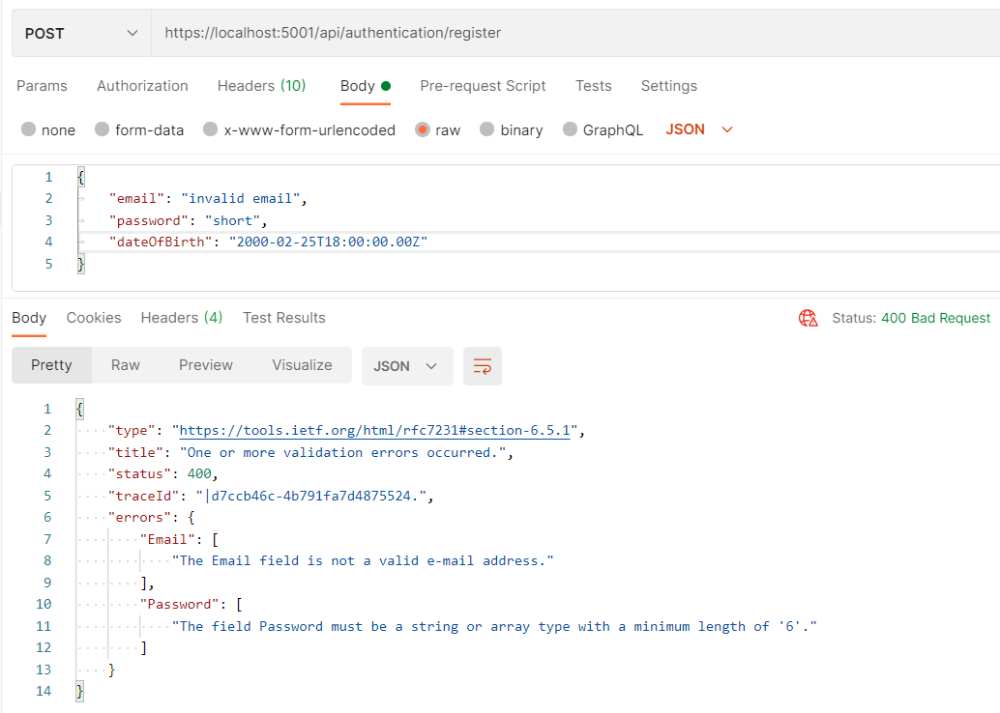 POST https://localhost:5001/api/authentication/register
Params Authorization Headers (10) Body Pre-request Script Tests Settings
none form-data x-www-form-urlencoded raw binary GraphQL JSON
1 {
2 "email": "invalid email",
3 "password": "short",
4 "dateOfBirth": "2000-02-25T18:00:00.00Z"
5 }
Body Cookies Headers (4) Test Results Status: 400 Bad Request
Pretty Raw Preview Visualize JSON
1 {
2 "type": "https://tools.ietf.org/html/rfc7231#section-6.5.1",
3 "title": "One or more validation errors occurred.",
4 "status": 400,
5 "traceId": "|d7ccb46c-4b791fa7d4875524.",
6 "errors": {
7 "Email": [
8 "The Email field is not a valid e-mail address."
9 ],
10 "Password": [
11 "The field Password must be a string or array type with a minimum length of '6'."
12 ]
13 }
14 }